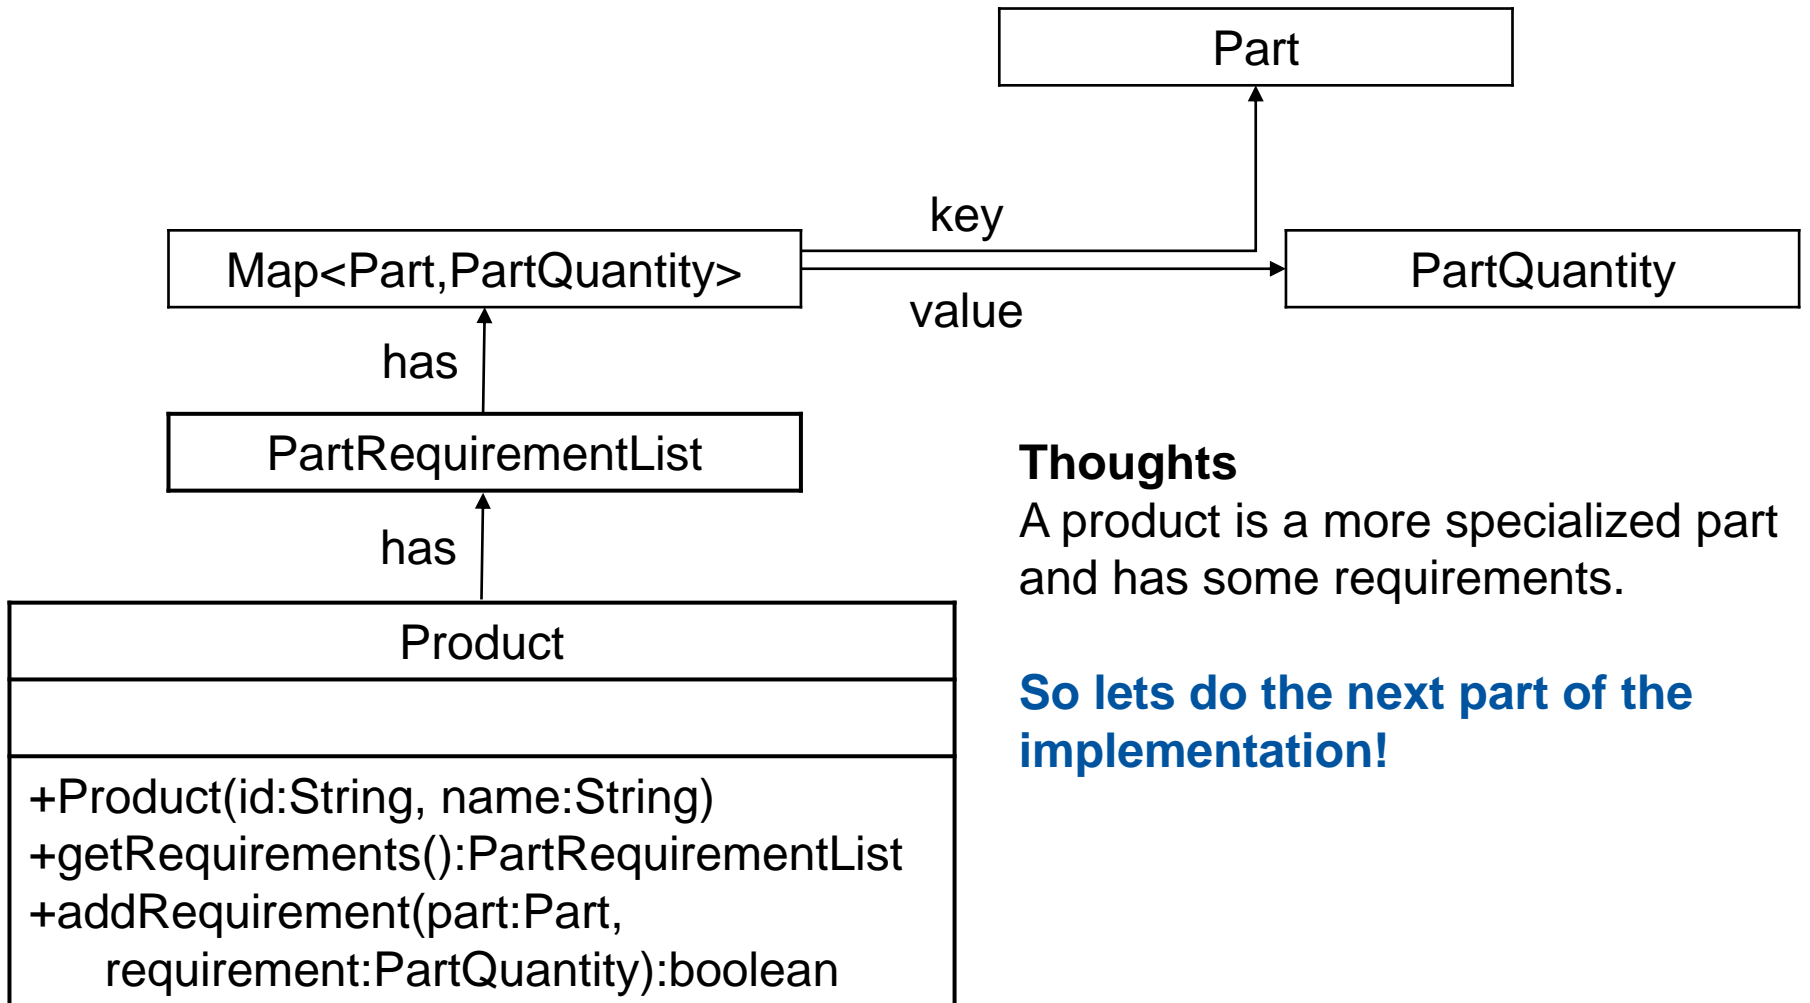 Part
key
Map<Part,PartQuantity>
PartQuantity
value
has
PartRequirementList
has
Product
+Product(id:String, name:String)
+getRequirements():PartRequirementList
+addRequirement(part:Part,
requirement:PartQuantity):boolean
Thoughts
A product is a more specialized part
and has some requirements.
So lets do the next part of the
implementation!